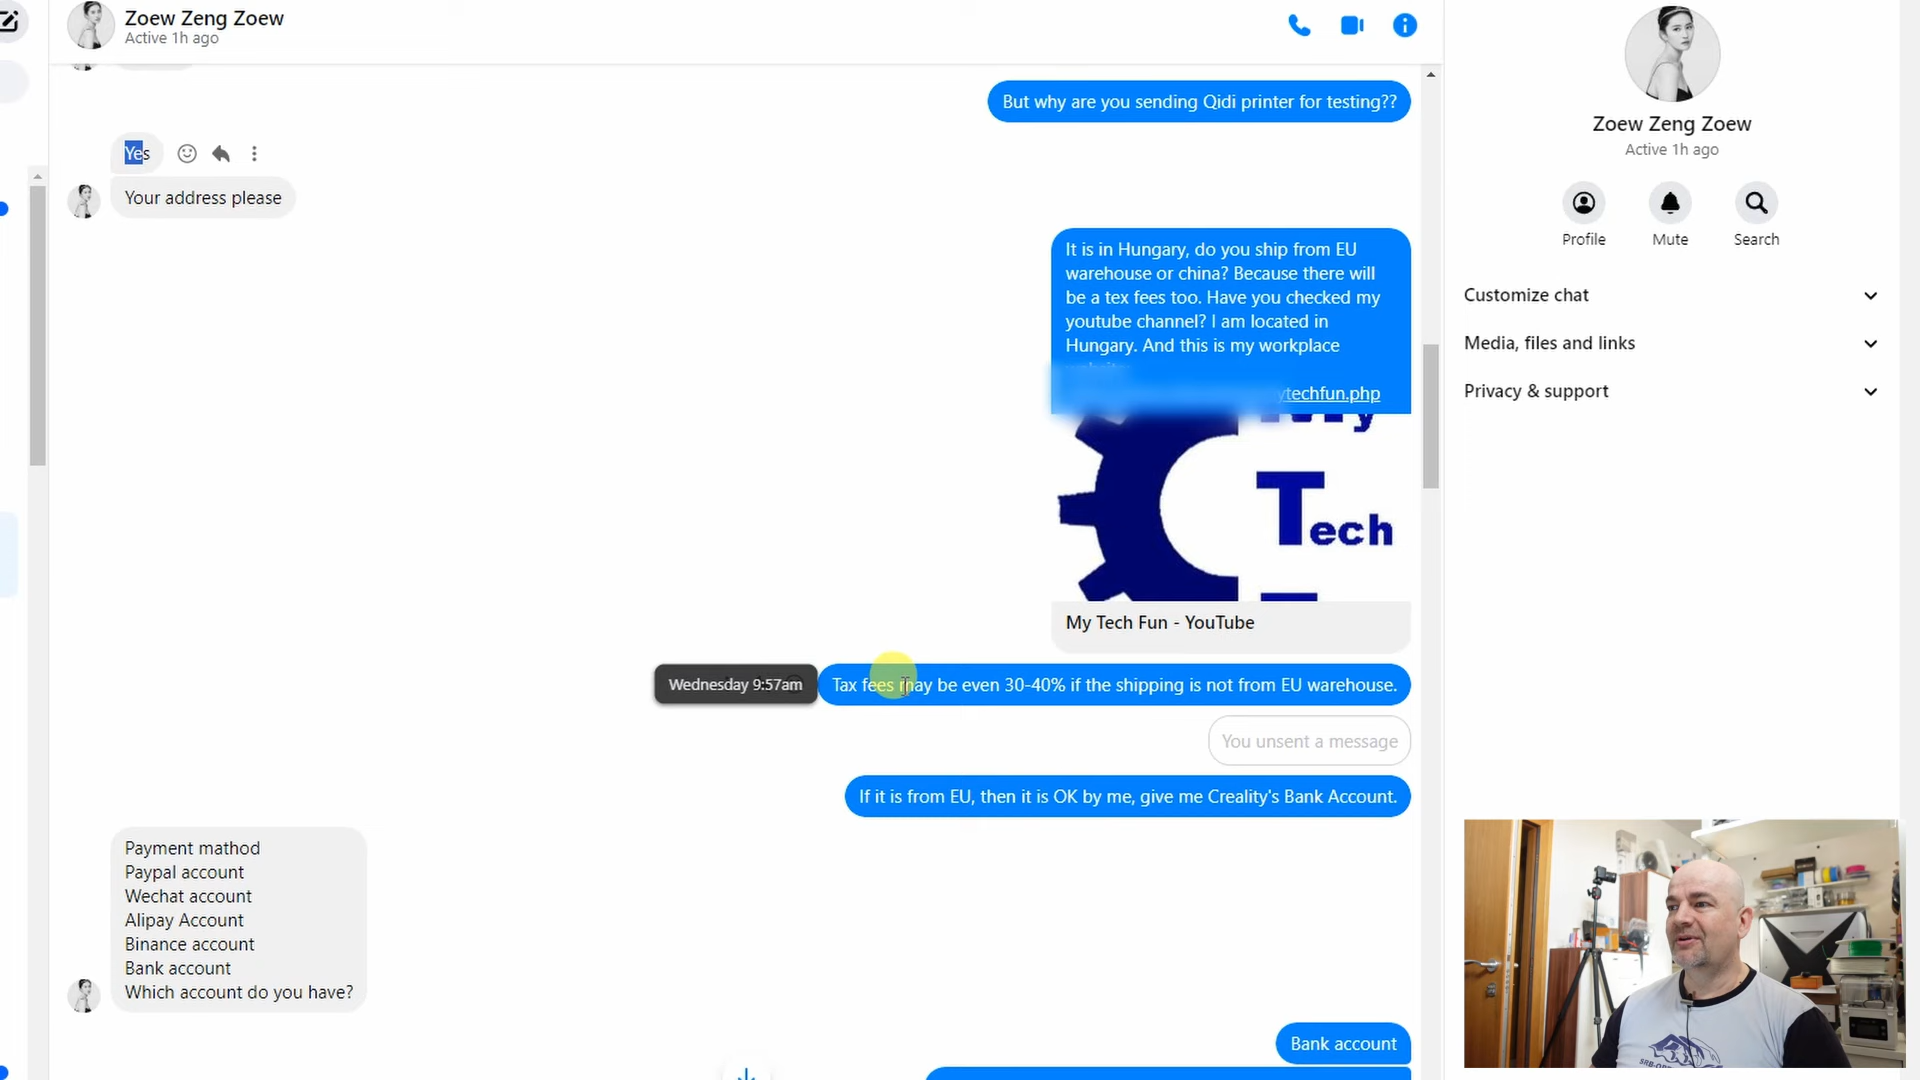 Zoew Zeng Zoew
Active 1h ago
But why are you sending Qidi printer for testing??
Yes
Your address please
It is in Hungary, do you ship from EU
warehouse or china? Because there will
be a tex fees too. Have you checked my
youtube channel? I am located in
Hungary. And this is my workplace
ytechfun.php
Tech
My Tech Fun - YouTube
Wednesday 9:57am
Tax fees may be even 30-40% if the shipping is not from EU warehouse.
You unsent a message
If it is from EU, then it is OK by me, give me Creality's Bank Account.
Payment mathod
Paypal account
Wechat account
Alipay Account
Binance account
Bank account
Which account do you have?
Bank account
Zoew Zeng Zoew
Active 1h ago
Profile
Mute
Search
Customize chat
Media, files and links
Privacy & support